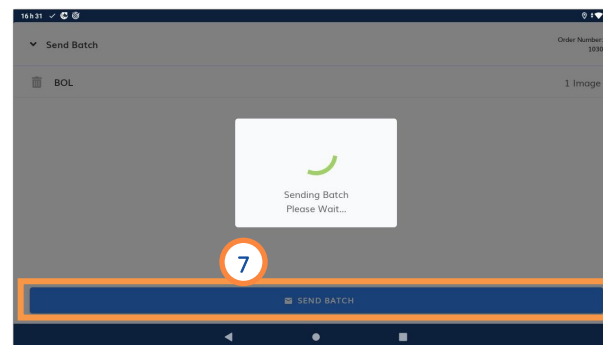 16 h 31
Send Batch
Order Number:
1030
BOL
1 Image
Sending Batch
Please Wait...
7
SEND BATCH